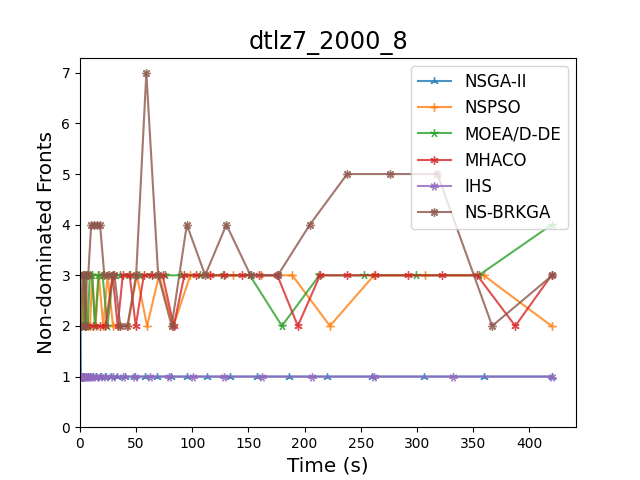 dtlz7_2000_8
Non-dominated Fronts
7
6
5
4
3
2
1
0
0 50 100 150 200 250 300 350 400
Time (s)
NSGA-II
NSPSO
MOEA/D-DE
MHACO
IHS
NS-BRKGA